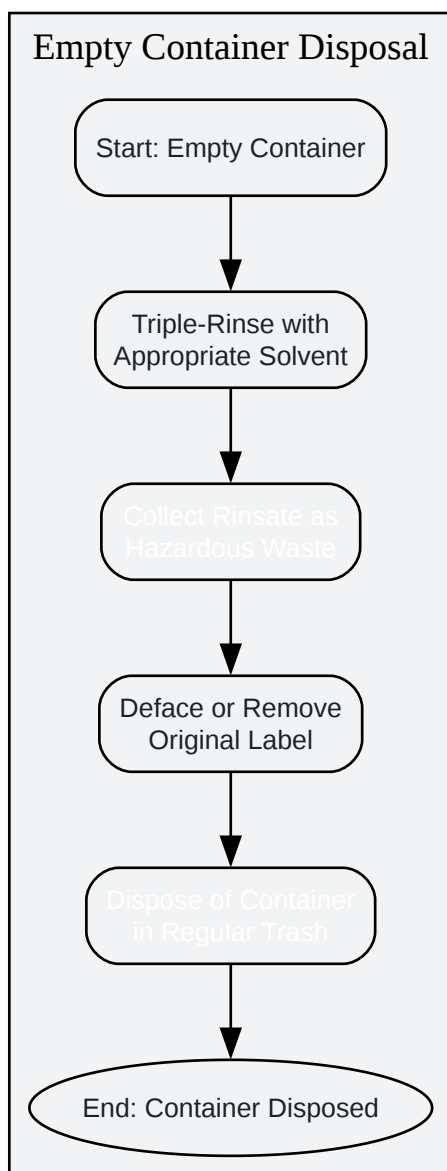 Empty Container Disposal
Start: Empty Container
Triple-Rinse with
Appropriate Solvent
Collect Rinsate as
Hazardous Waste
Deface or Remove
Original Label
Dispose of Container
in Regular Trash
End: Container Disposed